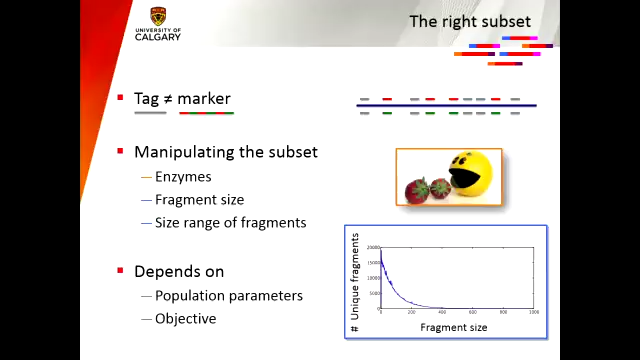 The right subset
UNIVERSITY OF
CALGARY
Tag ≠ marker
Manipulating the subset
Enzymes
Fragment size
Size range of fragments
Depends on
Population parameters
Objective
# Unique fragments
20000
15000
10000
5000
0
0 200 400 600 800 1000
Fragment size